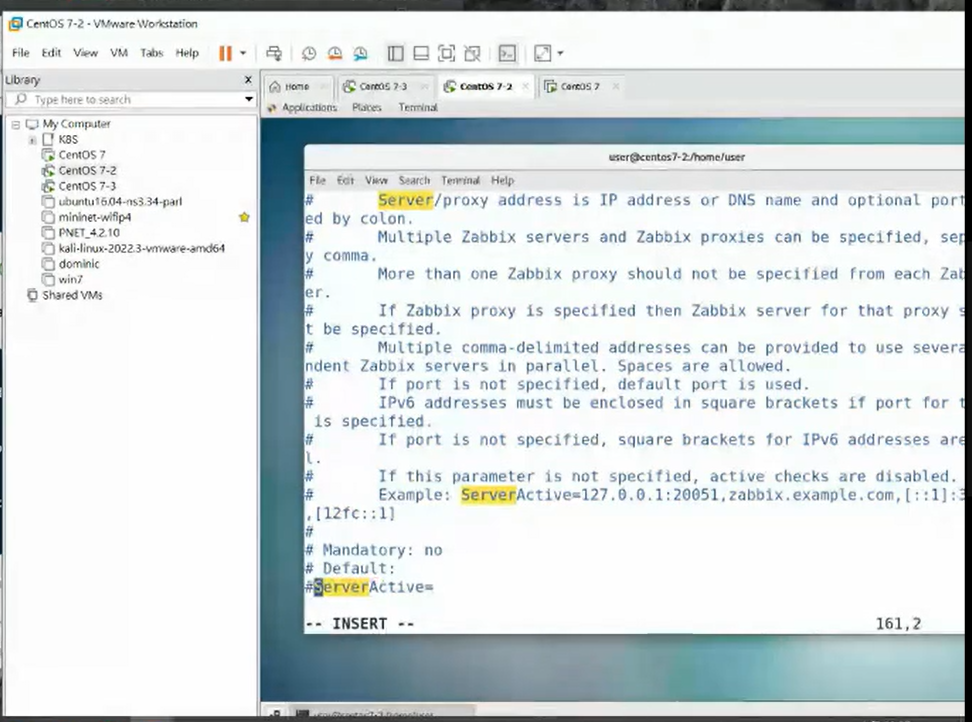 CentOS 7-2 - VMware Workstation
File Edit View VM Tabs Help
Library
Type here to search
My Computer
K8S
CentOS 7
CentOS 7-2
CentOS 7-3
ubuntu16.04-ns3.34-parl
mininet-wifip4
PNET_4.2.10
kali-linux-2022.3-vmware-amd64
dominic
win7
Shared VMs
Home CentOS 7-3 CentOS 7-2 CentOS 7
Applications Places Terminal
user@centos7-2:/home/user
File Edit View Search Terminal Help
# Server/proxy address is IP address or DNS name and optional port
ed by colon.
# Multiple Zabbix servers and Zabbix proxies can be specified, sep
y comma.
# More than one Zabbix proxy should not be specified from each Zab
er.
# If Zabbix proxy is specified then Zabbix server for that proxy s
t be specified.
# Multiple comma-delimited addresses can be provided to use severa
ndent Zabbix servers in parallel. Spaces are allowed.
# If port is not specified, default port is used.
# IPv6 addresses must be enclosed in square brackets if port for t
is specified.
# If port is not specified, square brackets for IPv6 addresses are
l.
# If this parameter is not specified, active checks are disabled.
# Example: ServerActive=127.0.0.1:20051,zabbix.example.com,[::1]:3
,[12fc::1]
#
# Mandatory: no
# Default:
#ServerActive=
-- INSERT -- 161,2